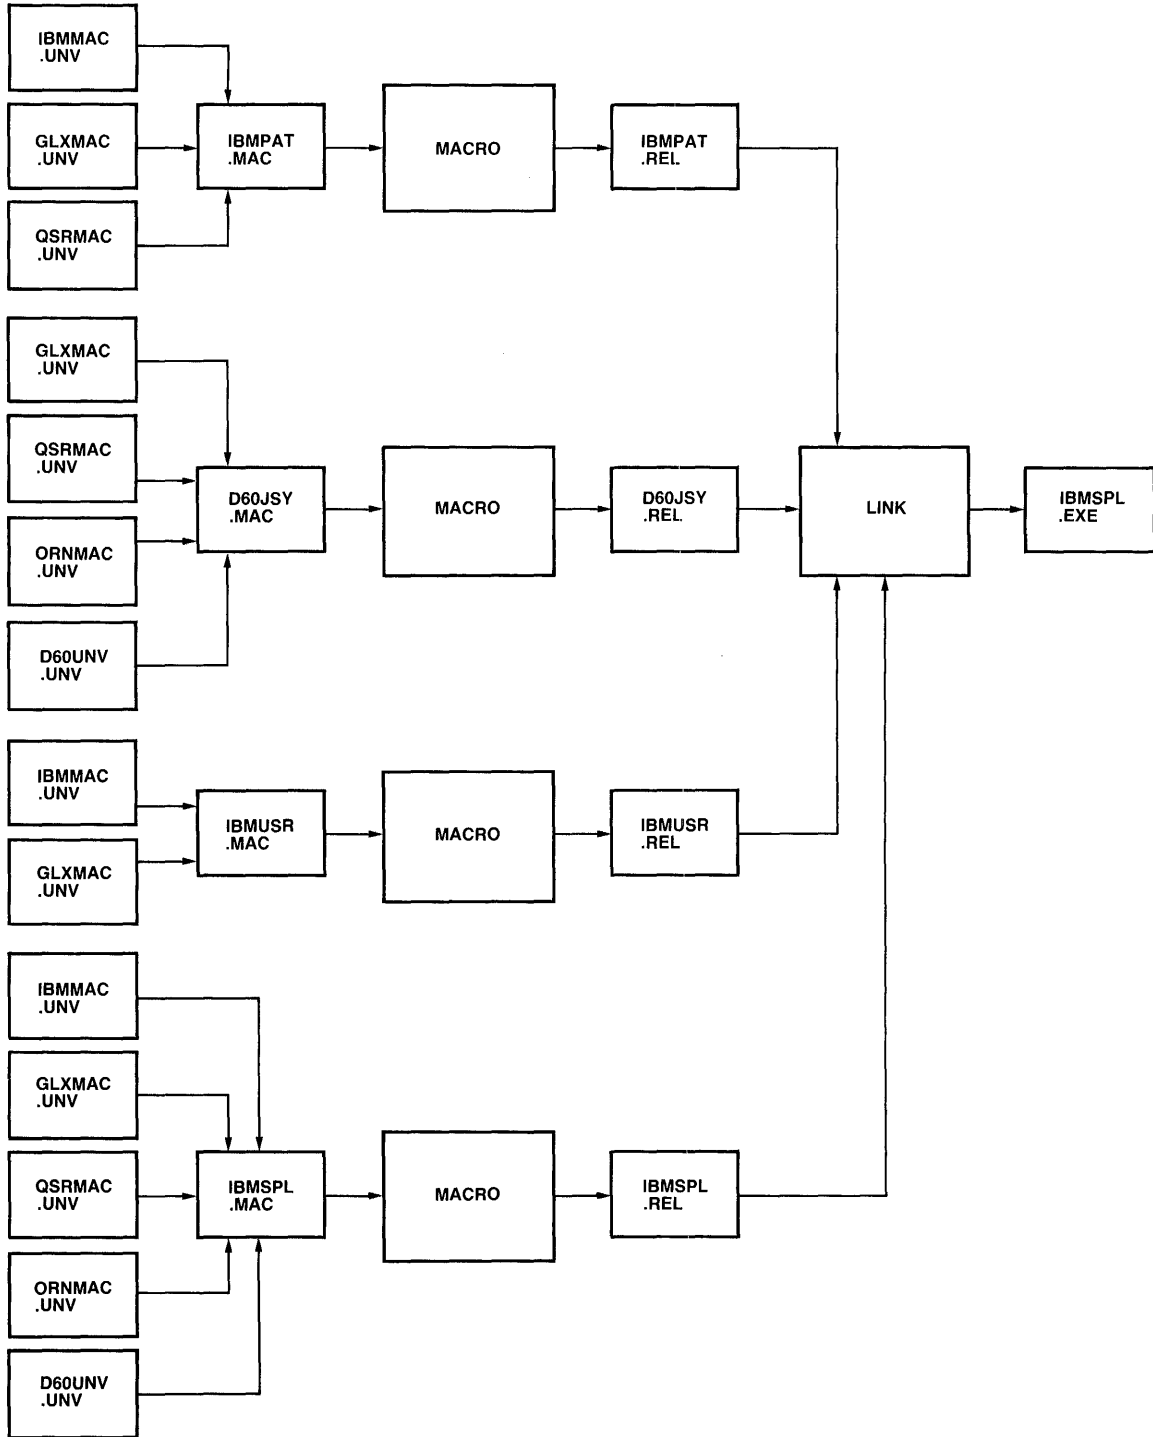 IBMMAC
.UNV
GLXMAC
.UNV
QSRMAC
.UNV
IBMPAT
.MAC
MACRO
IBMPAT
.REL
GLXMAC
.UNV
QSRMAC
.UNV
ORNMAC
.UNV
D60UNV
.UNV
D60JSY
.MAC
MACRO
D60JSY
.REL
LINK
IBMSPL
.EXE
IBMMAC
.UNV
GLXMAC
.UNV
IBMUSR
.MAC
MACRO
IBMUSR
.REL
IBMMAC
.UNV
GLXMAC
.UNV
QSRMAC
.UNV
ORNMAC
.UNV
D60UNV
.UNV
IBMSPL
.MAC
MACRO
IBMSPL
.REL